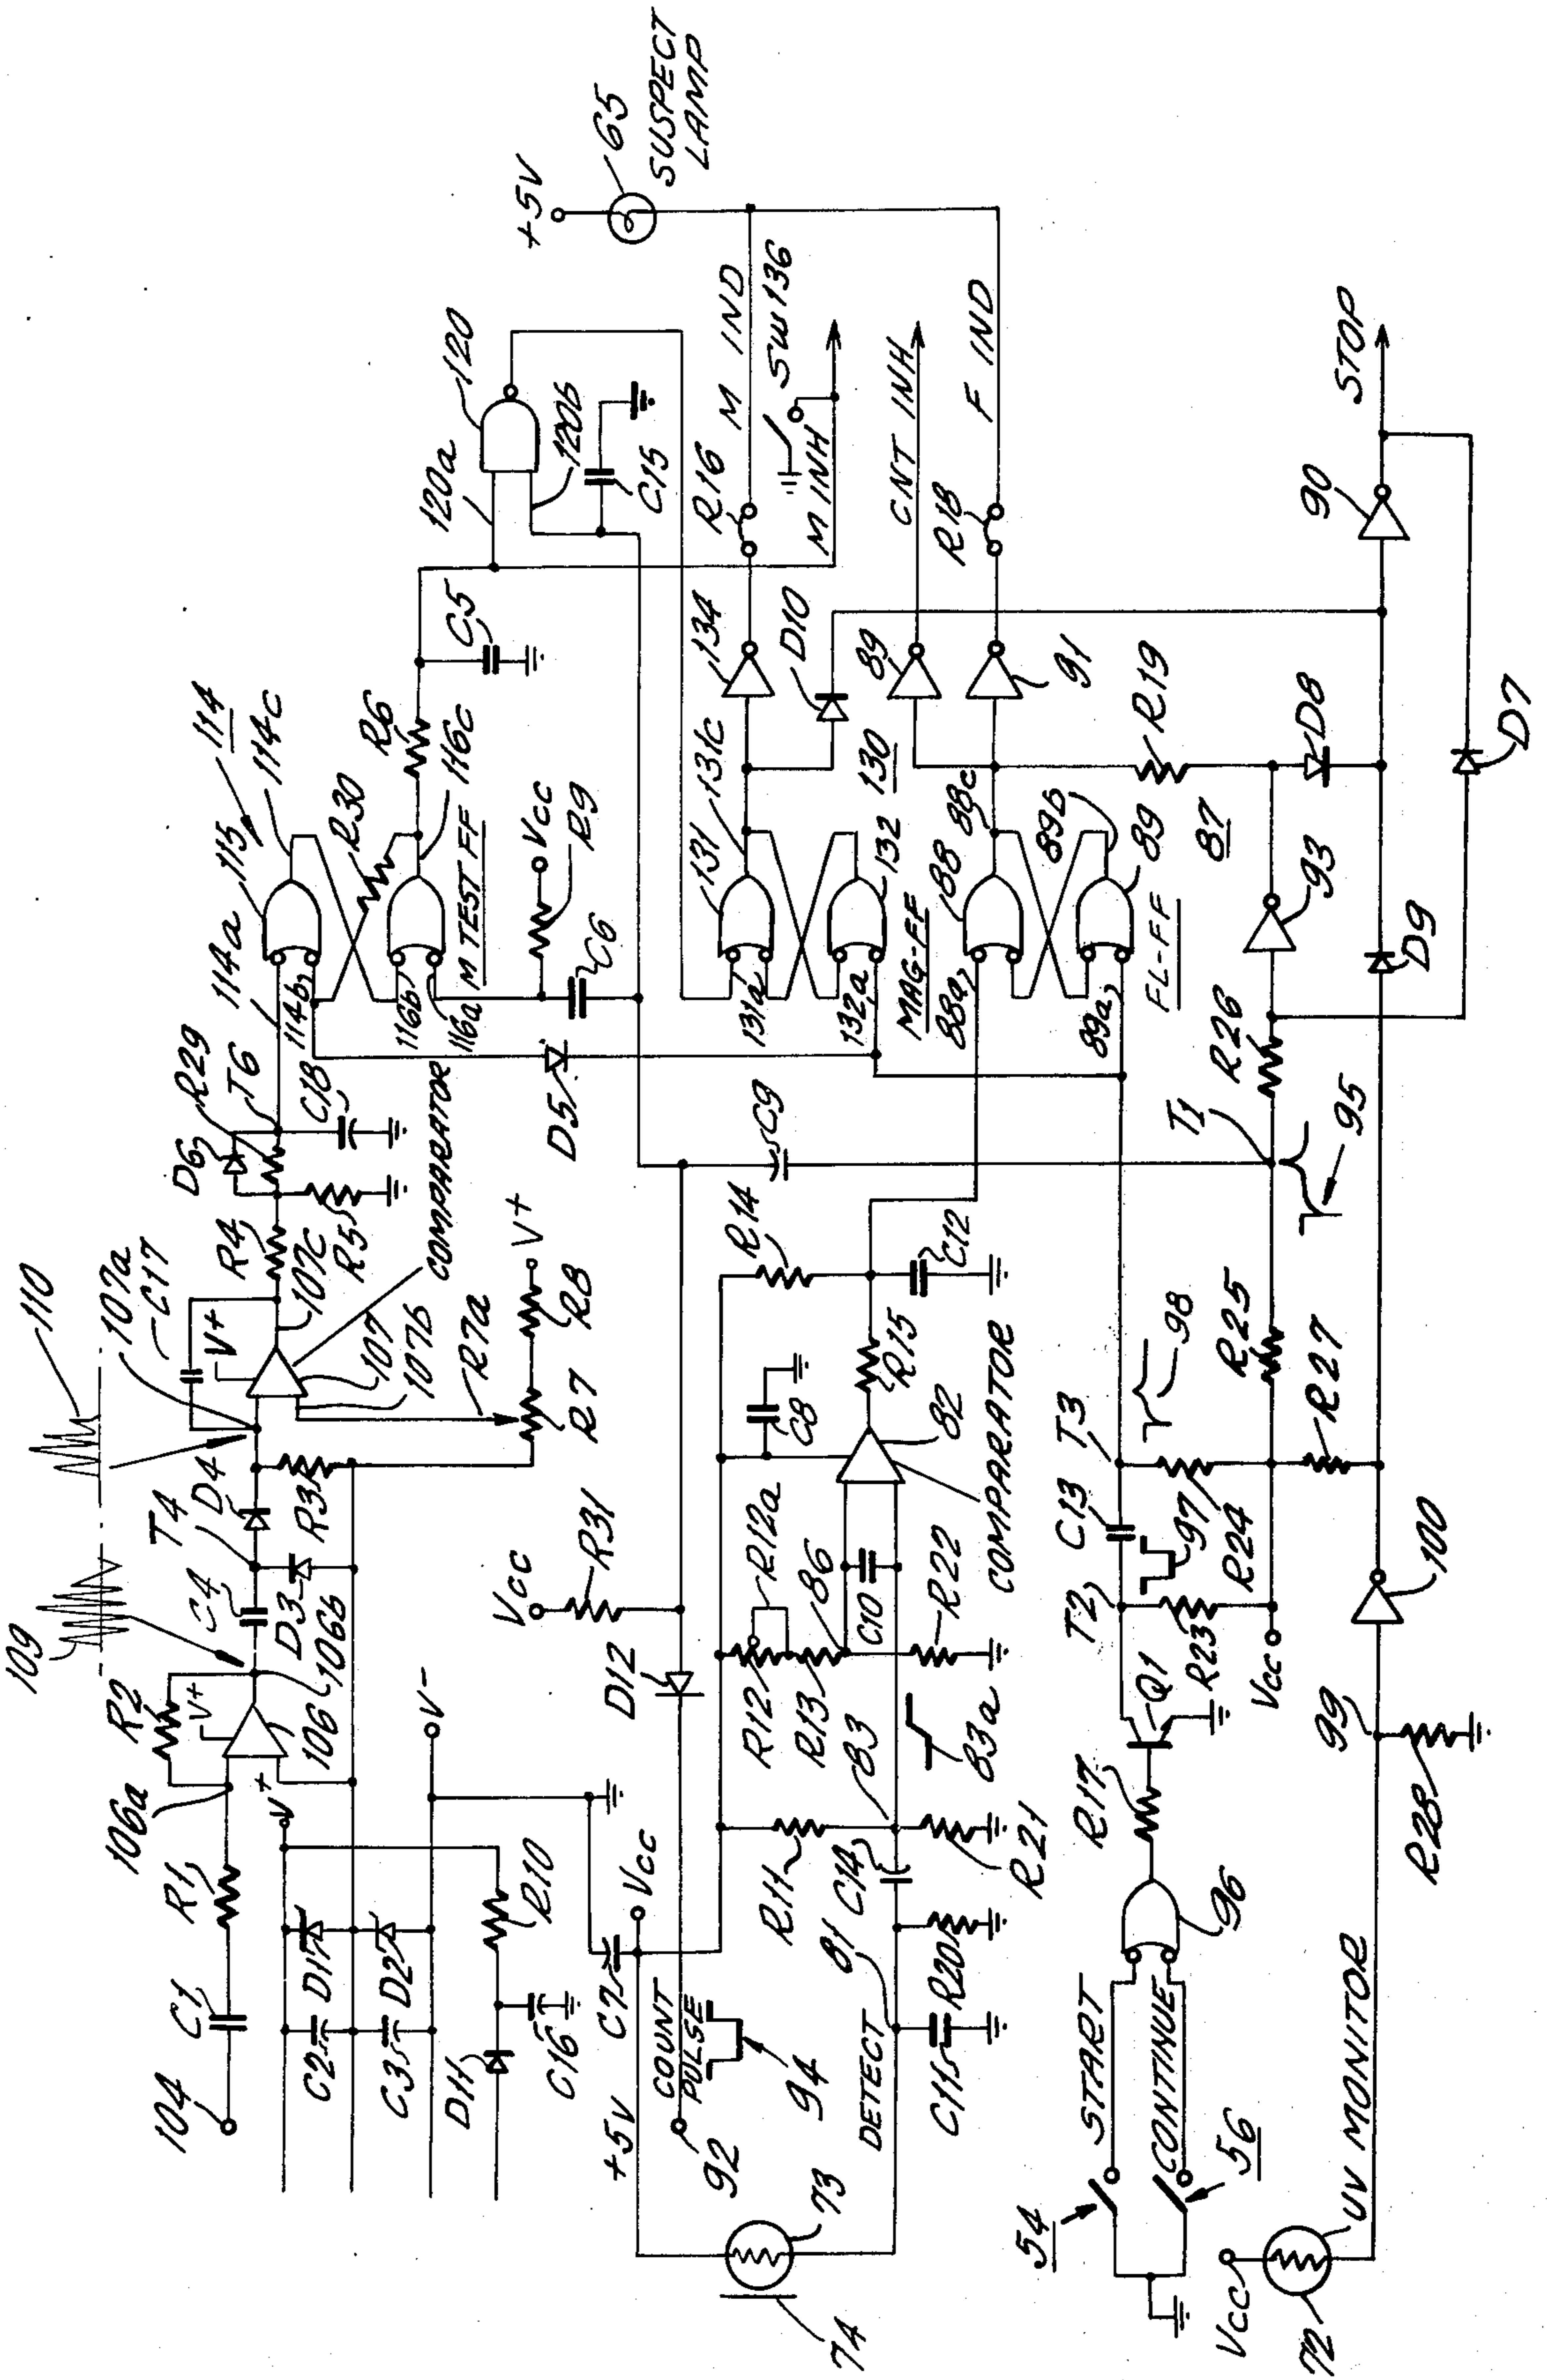 109
110
R2
V+
106a
R1
C1
104
106
106b
C4
T4
D4
D3
R3
107a
C17
V+
107
107b
107c
R4
R5
D6
R29
T6
C18
114a
114b
115
114
114c
R30
R6
116b
116a
116c
M TEST FF
C5
120a
120
120b
C15
+5V
65
SUSPECT
LAMP
V+
C2
D1
C3
D2
V-
D11
R10
C16
COMPARATOR
R7a
R7
R8
V+
D5
R9
VCC
C6
C7
VCC
+5V
COUNT
PULSE
92
94
D12
VCC
R31
C9
131a
131
131c
134
R16
M IND
132a
132
130
MAG-FF
D10
M INH
SW136
73
74
DETECT
81
C11
R20
C14
R11
R21
83
83a
R12
R12a
R13
86
C10
R22
C8
82
COMPARATOR
R15
R14
C12
88a
88
88c
89
CNT INH
91
R18
F IND
89a
89b
89
FL-FF
87
R19
54
START
CONTINUE
56
96
R17
Q1
T2
R23
VCC
C13
97
T3
R24
98
R25
R27
T1
95
R26
93
D8
D9
D7
90
STOP
VCC
72
UV MONITOR
99
R28
100